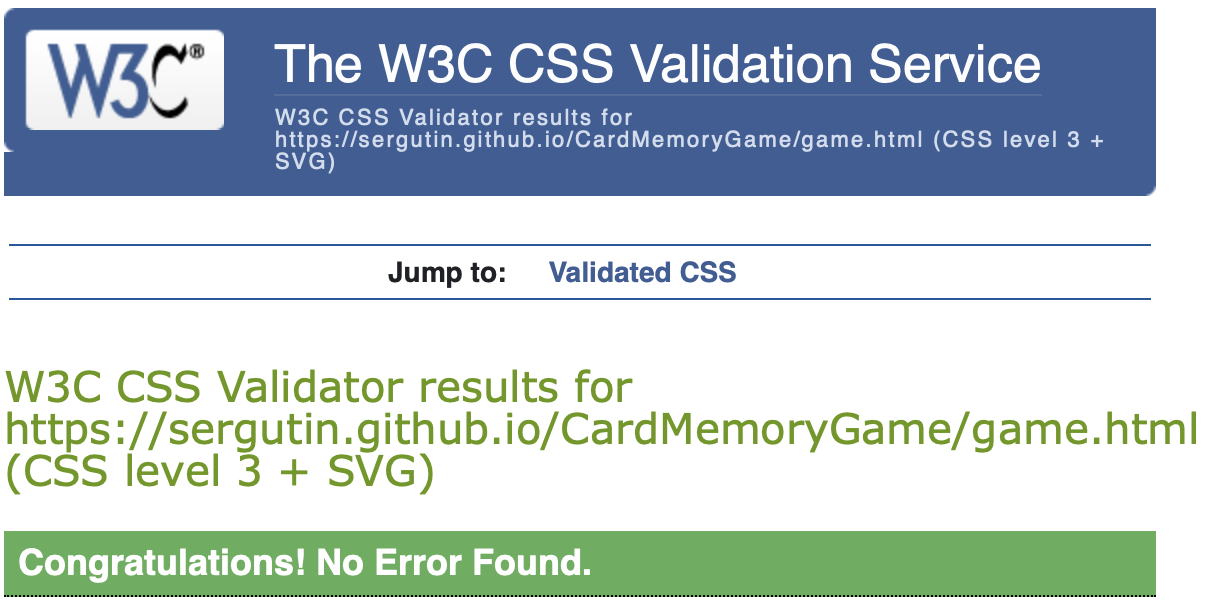 W3C®
The W3C CSS Validation Service
W3C CSS Validator results for
https://sergutin.github.io/CardMemoryGame/game.html (CSS level 3 +
SVG)
Jump to: Validated CSS
W3C CSS Validator results for
https://sergutin.github.io/CardMemoryGame/game.html
(CSS level 3 + SVG)
Congratulations! No Error Found.